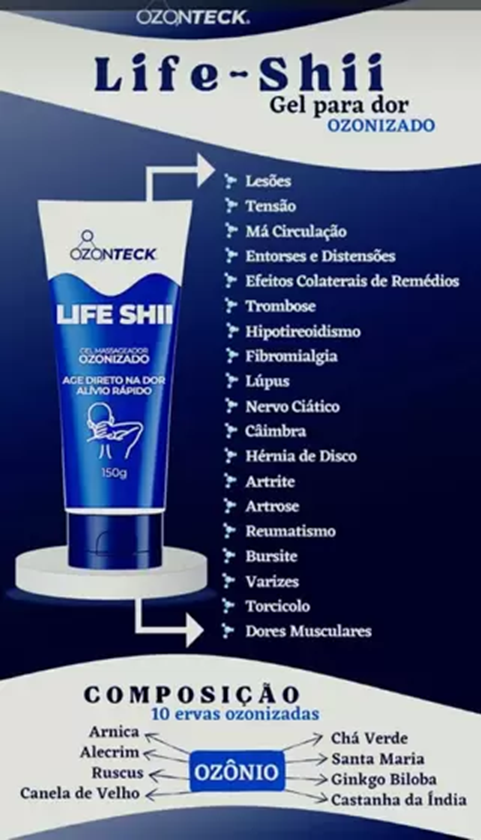 OZONTECK®
Life-Shii
Gel para dor
OZONIZADO
Lesões
Tensão
Má Circulação
Entorses e Distensões
Efeitos Colaterais de Remédios
Trombose
Hipotireoidismo
Fibromialgia
Lúpus
Nervo Ciático
Câimbra
Hérnia de Disco
Artrite
Artrose
Reumatismo
Bursite
Varizes
Torcicolo
Dores Musculares
OZONTECK
LIFE SHII
GEL MASSAGEADOR
OZONIZADO
AGE DIRETO NA DOR
ALÍVIO RÁPIDO
150g
COMPOSIÇÃO
10 ervas ozonizadas
Arnica
Alecrim
Ruscus
Canela de Velho
OZÔNIO
Chá Verde
Santa Maria
Ginkgo Biloba
Castanha da Índia